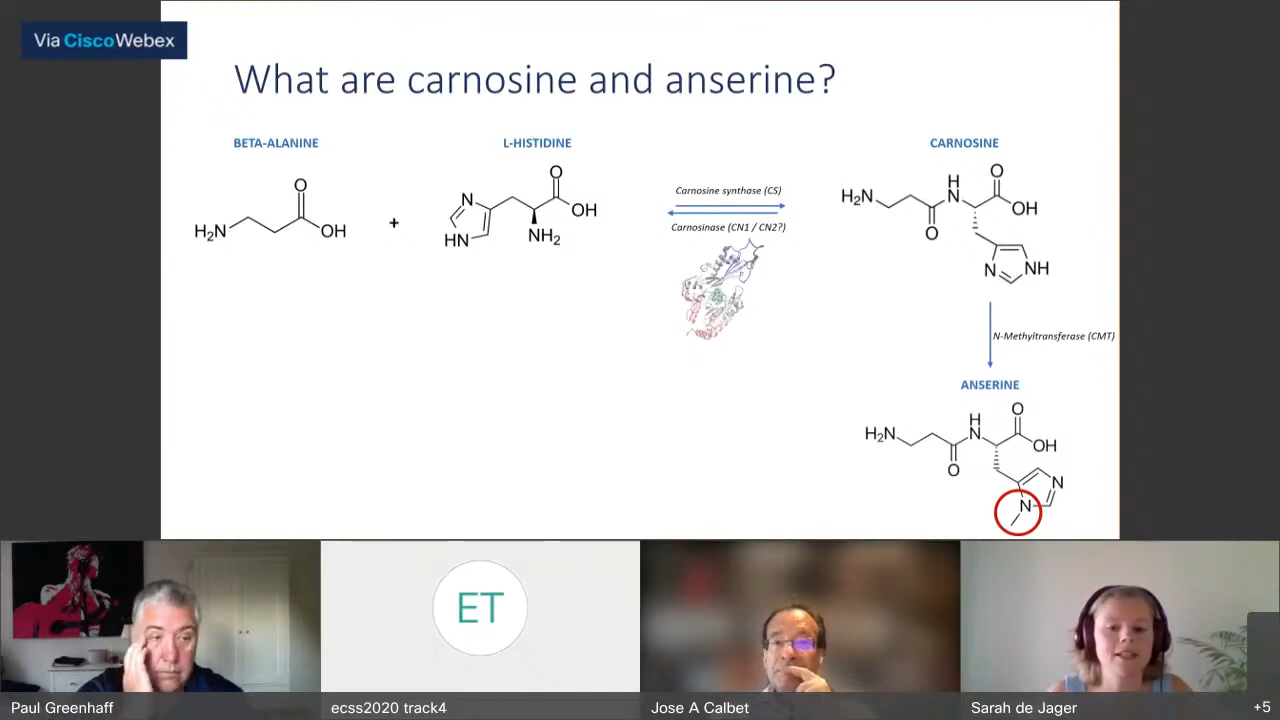 Via CiscoWebex
What are carnosine and anserine?
BETA-ALANINE
L-HISTIDINE
CARNOSINE
H₂N
O
OH
+
N
HN
O
OH
NH₂
Carnosine synthase (CS)
Carnosinase (CN1 / CN2?)
H₂N
O
H
N
O
OH
N
NH
N-Methyltransferase (CMT)
ANSERINE
H₂N
O
H
N
O
OH
N
N
ET
Paul Greenhaff
ecss2020 track4
Jose A Calbet
Sarah de Jager
+5